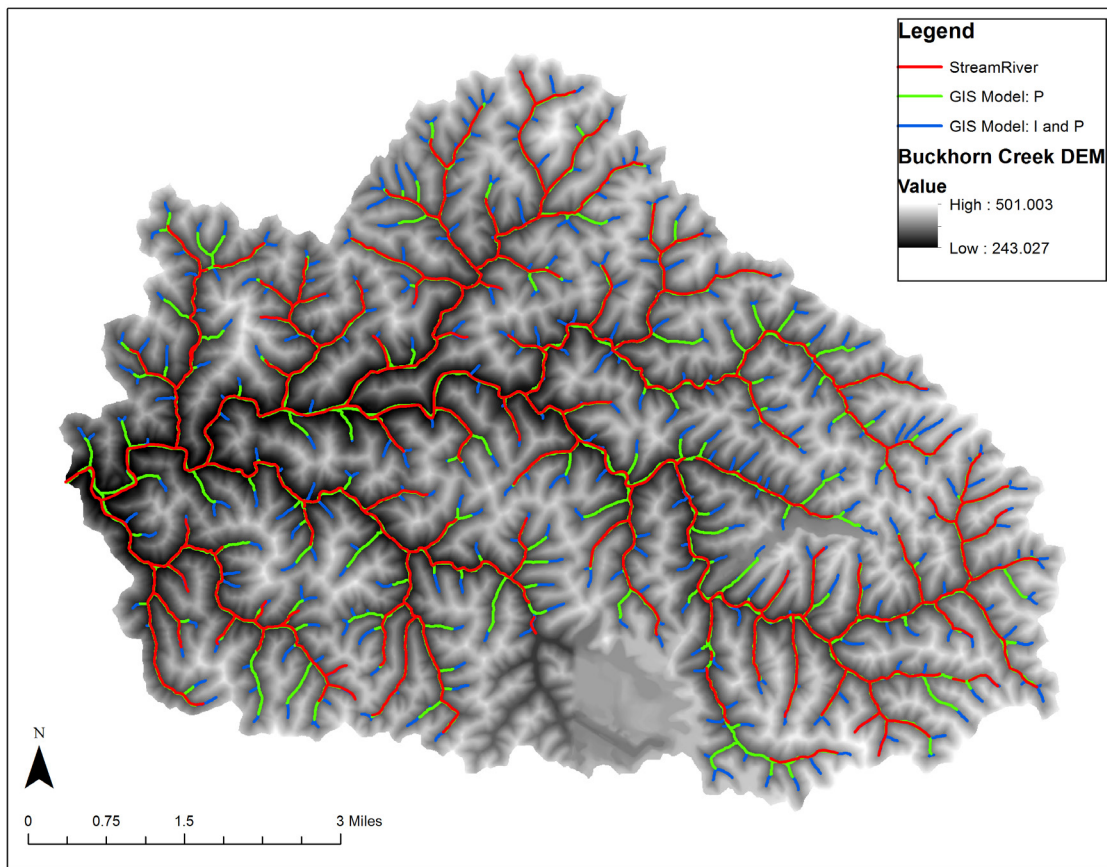 Legend
StreamRiver
GIS Model: P
GIS Model: I and P
Buckhorn Creek DEM
Value
High : 501.003
Low : 243.027
N
0 0.75 1.5 3 Miles